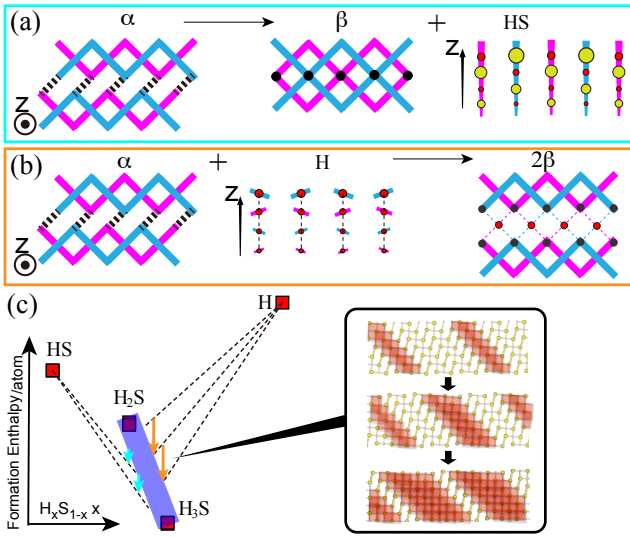 (a) α β + HS
Z
Z
(b) α + H 2β
Z
Z
(c)
H
HS
H₂S
H₃S
Formation Enthalpy/atom
HₓS₁₋ₓ x